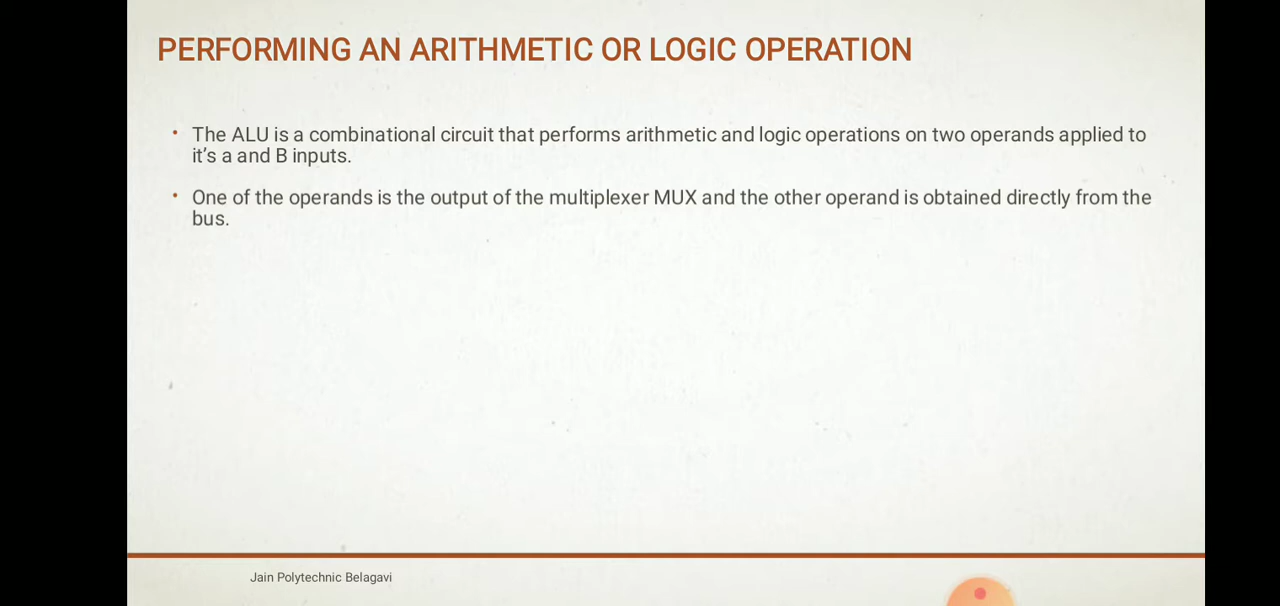 PERFORMING AN ARITHMETIC OR LOGIC OPERATION
• The ALU is a combinational circuit that performs arithmetic and logic operations on two operands applied to
it’s a and B inputs.
• One of the operands is the output of the multiplexer MUX and the other operand is obtained directly from the
bus.
Jain Polytechnic Belagavi